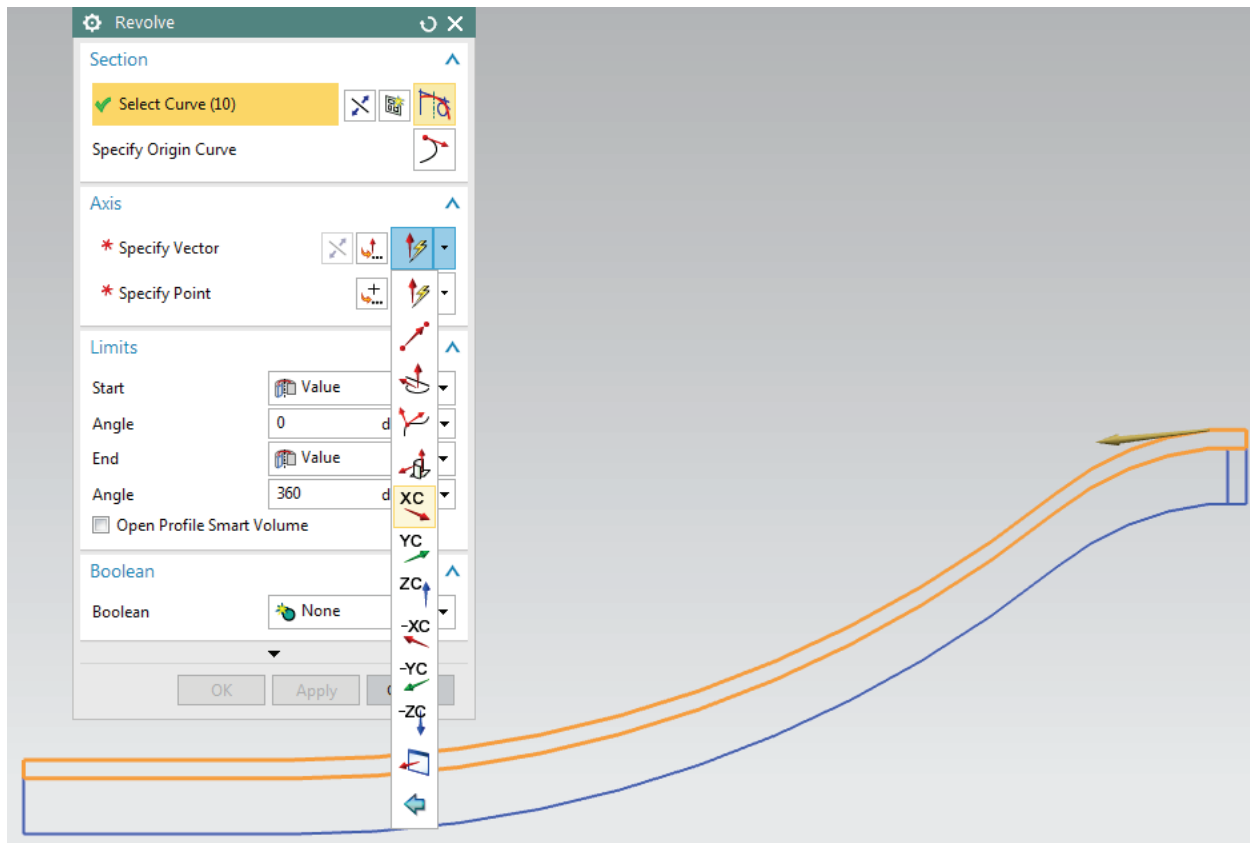 Revolve
Section
Select Curve (10)
Specify Origin Curve
Axis
* Specify Vector
* Specify Point
Limits
Start Value
Angle 0 d
End Value
Angle 360 d
XC
Open Profile Smart Volume
YC
Boolean
ZC
Boolean None
-XC
-YC
OK Apply
-ZC